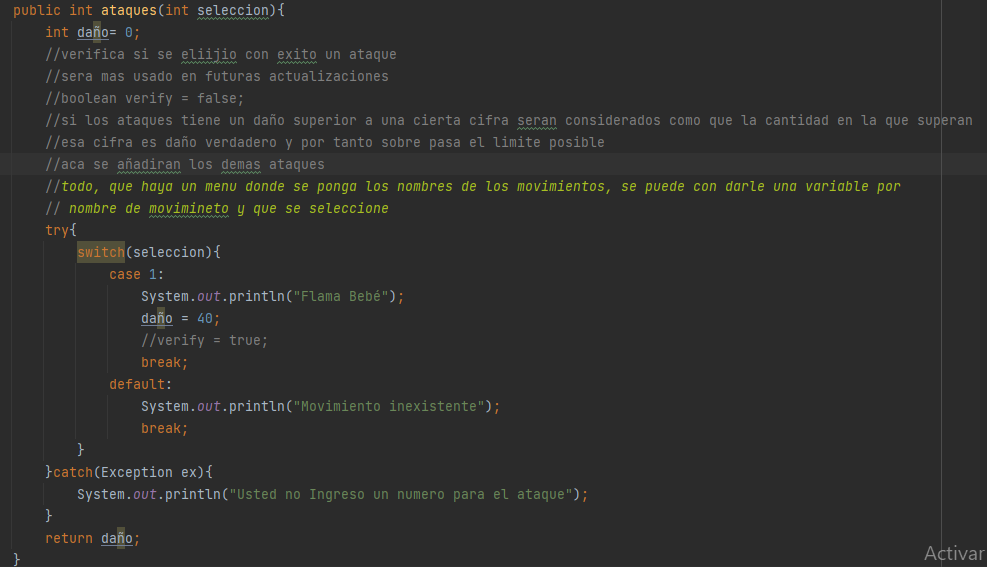 public int ataques(int seleccion){
int daño= 0;
//verifica si se eliijio con exito un ataque
//sera mas usado en futuras actualizaciones
//boolean verify = false;
//si los ataques tiene un daño superior a una cierta cifra seran considerados como que la cantidad en la que superan
//esa cifra es daño verdadero y por tanto sobre pasa el limite posible
//aca se añadiran los demas ataques
//todo, que haya un menu donde se ponga los nombres de los movimientos, se puede con darle una variable por
// nombre de movimineto y que se seleccione
try{
switch(seleccion){
case 1:
System.out.println("Flama Bebé");
daño = 40;
//verify = true;
break;
default:
System.out.println("Movimiento inexistente");
break;
}
}catch(Exception ex){
System.out.println("Usted no Ingreso un numero para el ataque");
}
return daño;
}
Activar